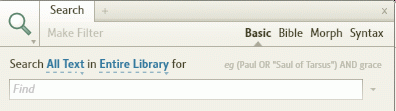 Search + x
Make Filter Basic Bible Morph Syntax
Search All Text in Entire Library for eg (Paul OR "Saul of Tarsus") AND grace
Find